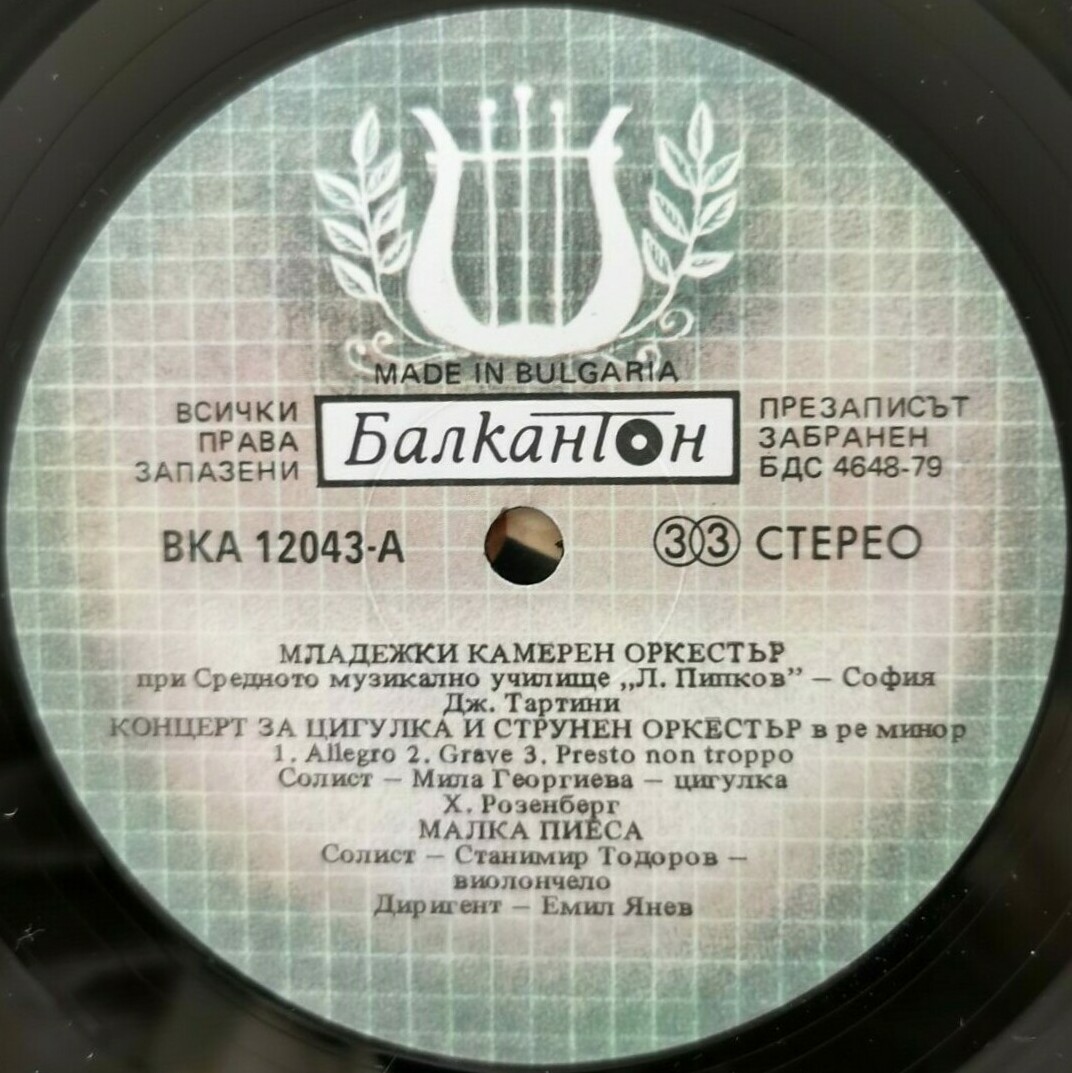 MADE IN BULGARIA
ВСИЧКИ
ПРАВА
ЗАПАЗЕНИ
Балкантон
ПРЕЗАПИСЪТ
ЗАБРАНЕН
БДС 4648-79
ВКА 12043-А
33 СТЕРЕО
МЛАДЕЖКИ КАМЕРЕН ОРКЕСТЪР
при Средното музикално училище „Л. Пипков” — София
Дж. Тартини
КОНЦЕРТ ЗА ЦИГУЛКА И СТРУНЕН ОРКЕСТЪР в ре минор
1. Allegro 2. Grave 3. Presto non troppo
Солист — Мила Георгиева — цигулка
Х. Розенберг
МАЛКА ПИЕСА
Солист — Станимир Тодоров —
виолончело
Диригент — Емил Янев